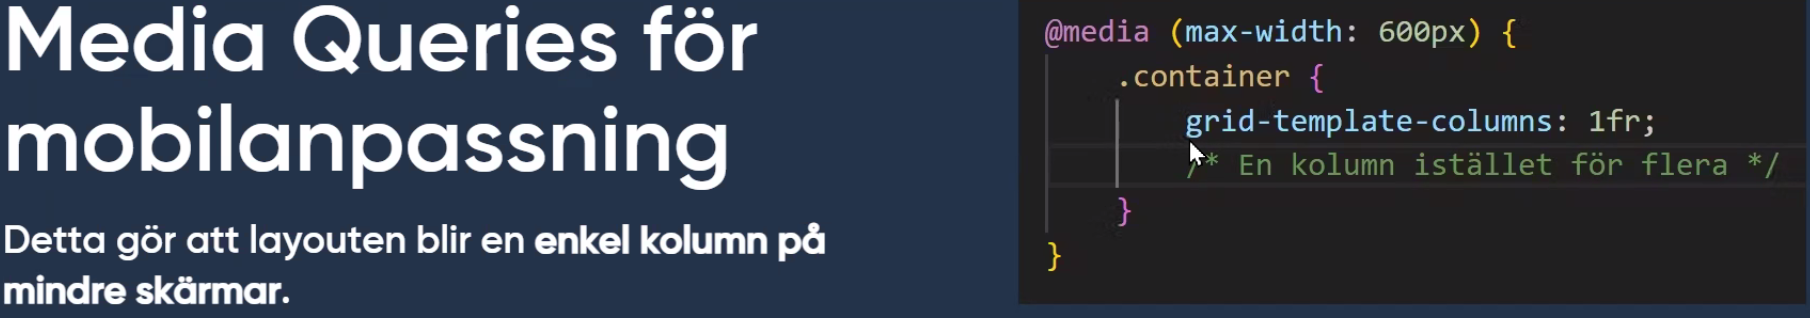 Media Queries för
mobilanpassning
Detta gör att layouten blir en enkel kolumn på
mindre skärmar.
@media (max-width: 600px) {
.container {
grid-template-columns: 1fr;
/* En kolumn istället för flera */
}
}